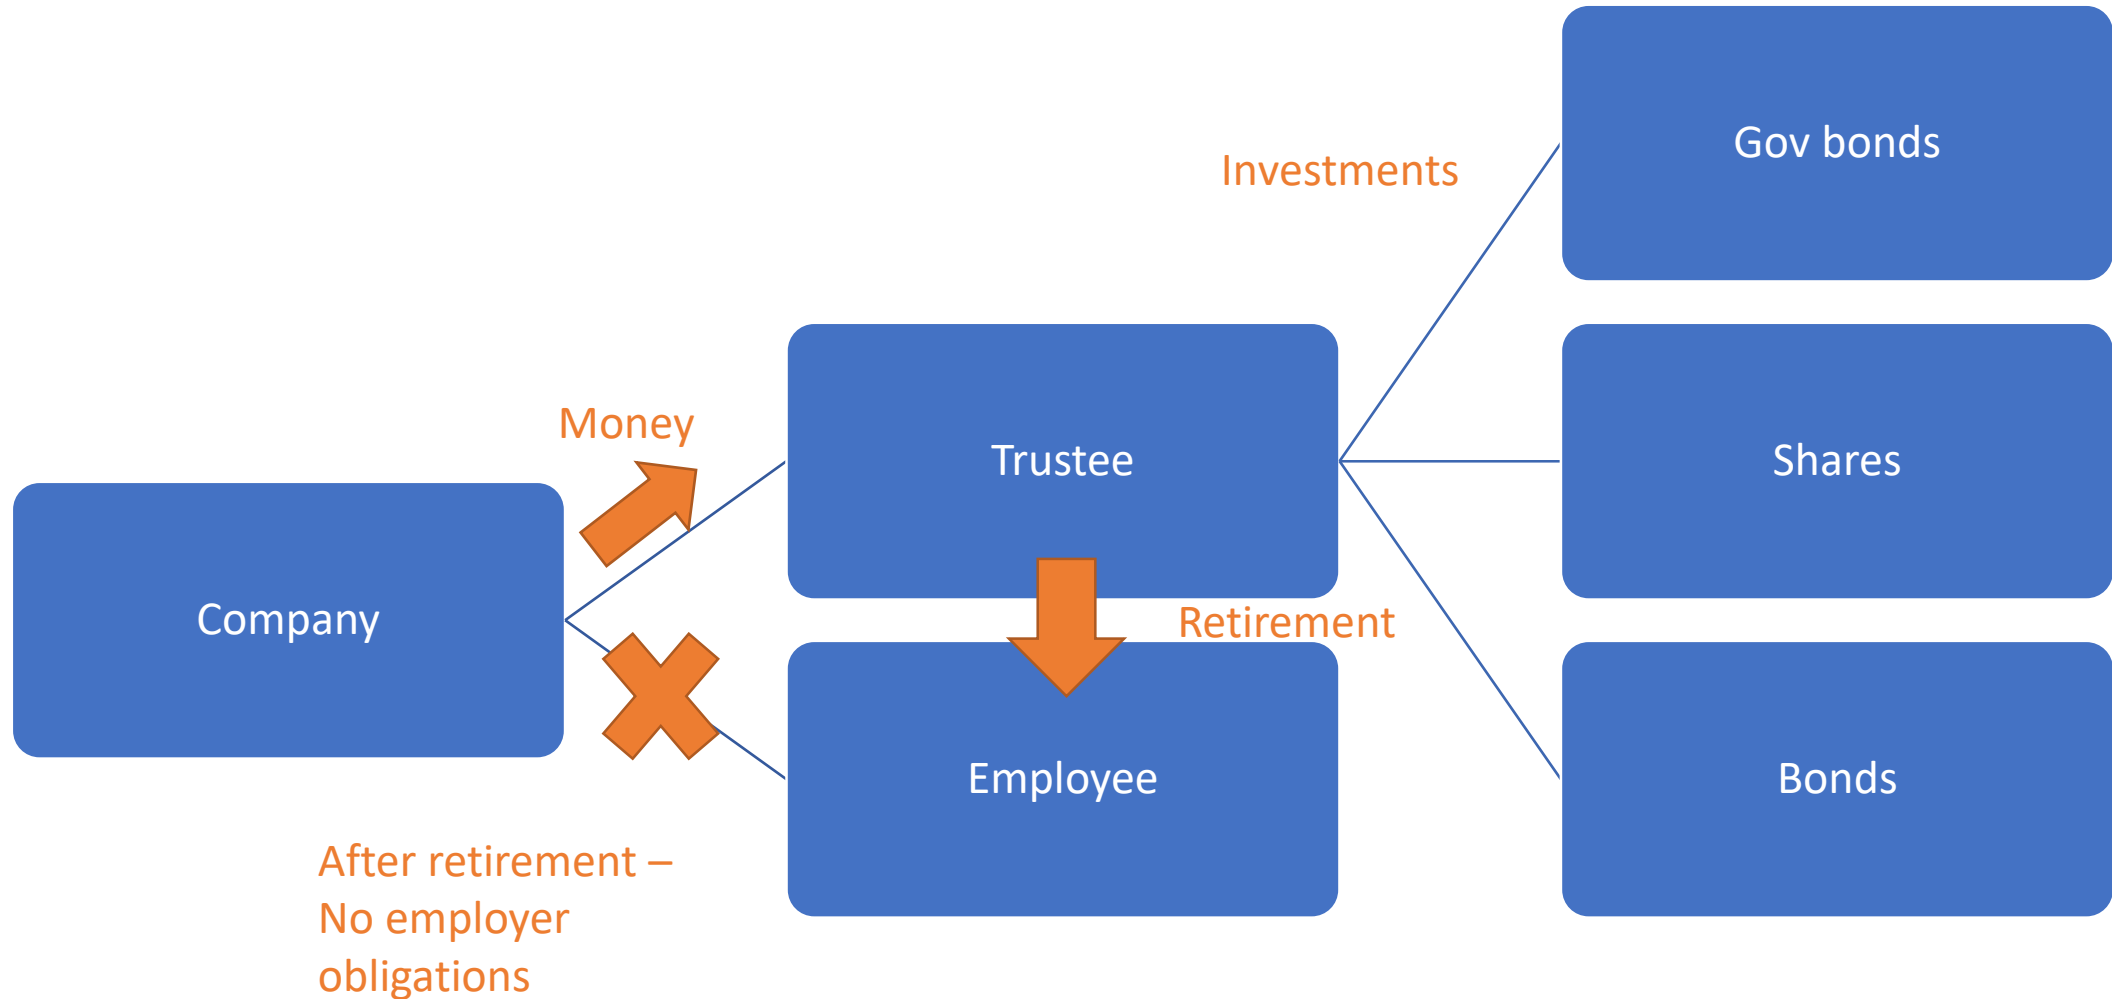 Gov bonds
Investments
Money
Trustee
Shares
Company
Retirement
Employee
Bonds
After retirement –
No employer
obligations